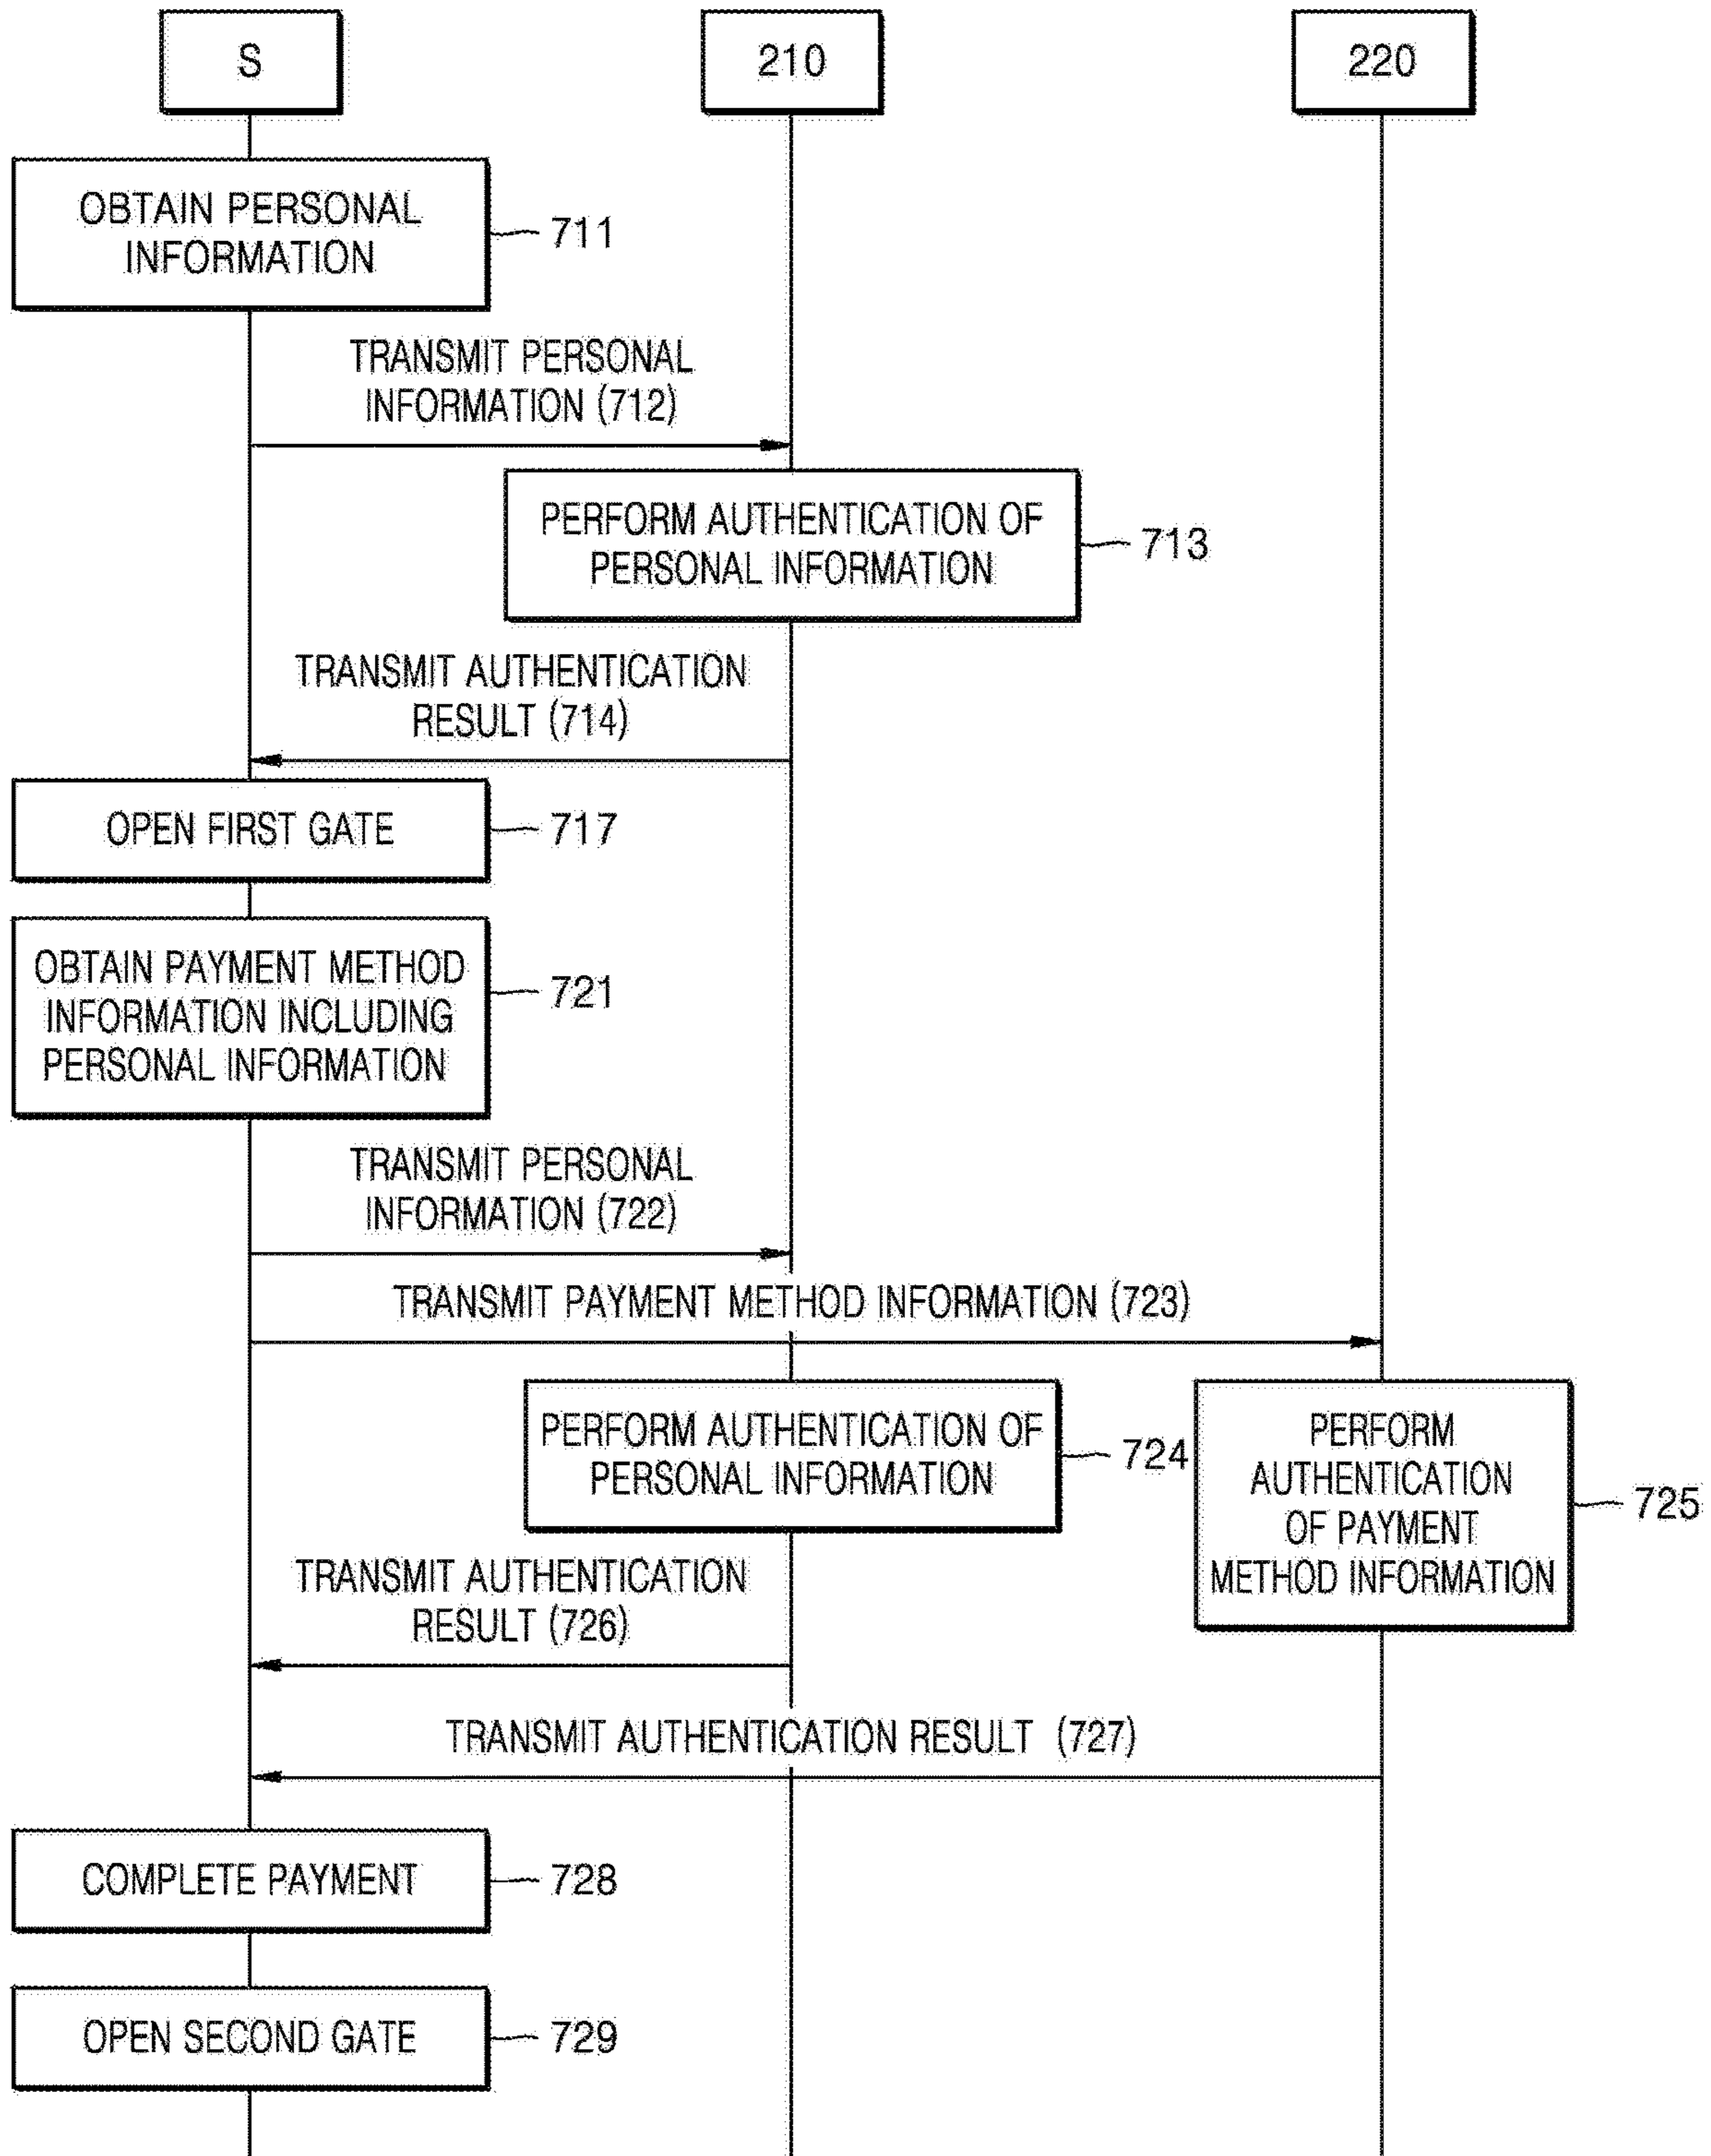 S
210
220
OBTAIN PERSONAL
INFORMATION
711
TRANSMIT PERSONAL
INFORMATION (712)
PERFORM AUTHENTICATION OF
PERSONAL INFORMATION
713
TRANSMIT AUTHENTICATION
RESULT (714)
OPEN FIRST GATE
717
OBTAIN PAYMENT METHOD
INFORMATION INCLUDING
PERSONAL INFORMATION
721
TRANSMIT PERSONAL
INFORMATION (722)
TRANSMIT PAYMENT METHOD INFORMATION (723)
PERFORM AUTHENTICATION OF
PERSONAL INFORMATION
724
PERFORM
AUTHENTICATION
OF PAYMENT
METHOD INFORMATION
725
TRANSMIT AUTHENTICATION
RESULT (726)
TRANSMIT AUTHENTICATION RESULT (727)
COMPLETE PAYMENT
728
OPEN SECOND GATE
729